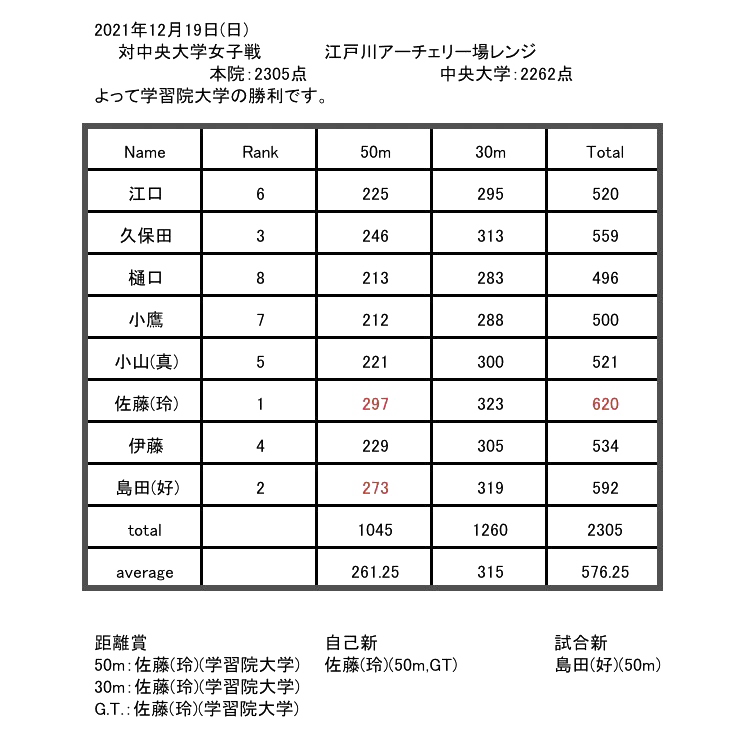 2021年12月19日(日)
対中央大学女子戦 江戸川アーチェリー場レンジ
本院:2305点 中央大学:2262点
よって学習院大学の勝利です。
Name Rank 50m 30m Total
江口 6 225 295 520
久保田 3 246 313 559
樋口 8 213 283 496
小鷹 7 212 288 500
小山(真) 5 221 300 521
佐藤(玲) 1 297 323 620
伊藤 4 229 305 534
島田(好) 2 273 319 592
total 1045 1260 2305
average 261.25 315 576.25
距離賞 自己新 試合新
50m:佐藤(玲)(学習院大学) 佐藤(玲)(50m,GT) 島田(好)(50m)
30m:佐藤(玲)(学習院大学)
G.T.:佐藤(玲)(学習院大学)